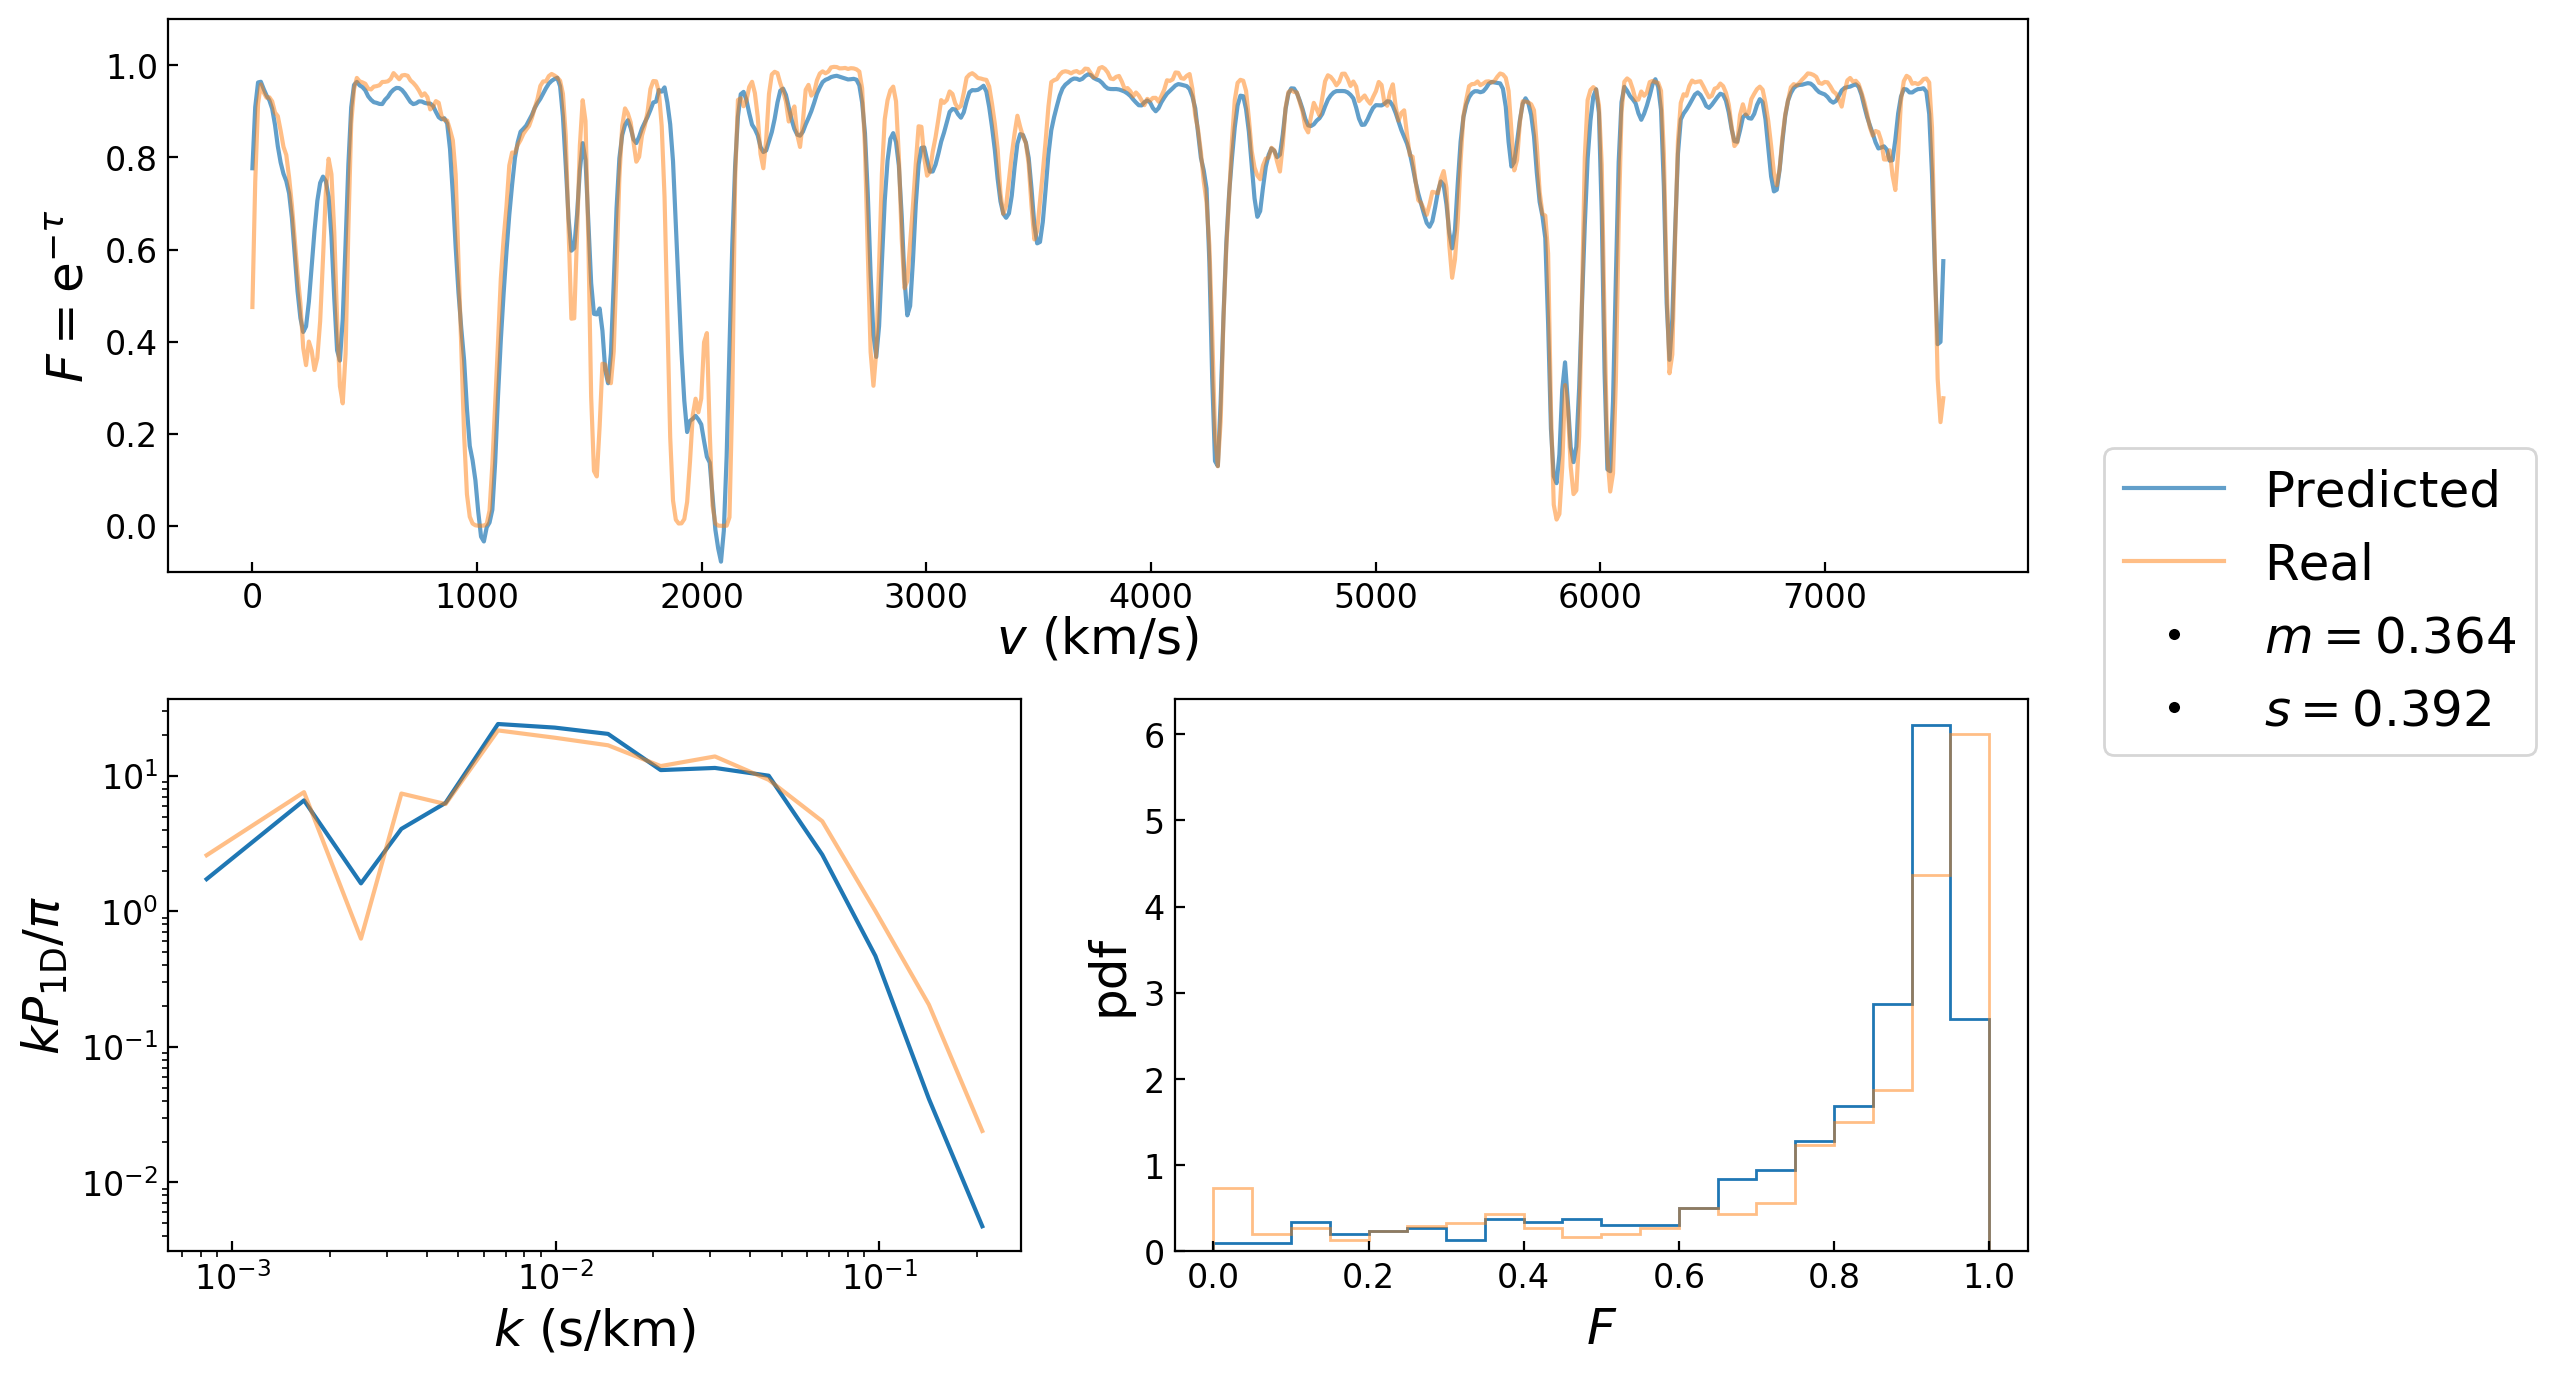 F = e^{−τ}
1.0
0.8
0.6
0.4
0.2
0.0
0 1000 2000 3000 4000 5000 6000 7000
v (km/s)
Predicted
Real
m = 0.364
s = 0.392
kP_{1D}/π
10^1
10^0
10^{−1}
10^{−2}
10^{−3} 10^{−2} 10^{−1}
k (s/km)
pdf
6
5
4
3
2
1
0
0.0 0.2 0.4 0.6 0.8 1.0
F